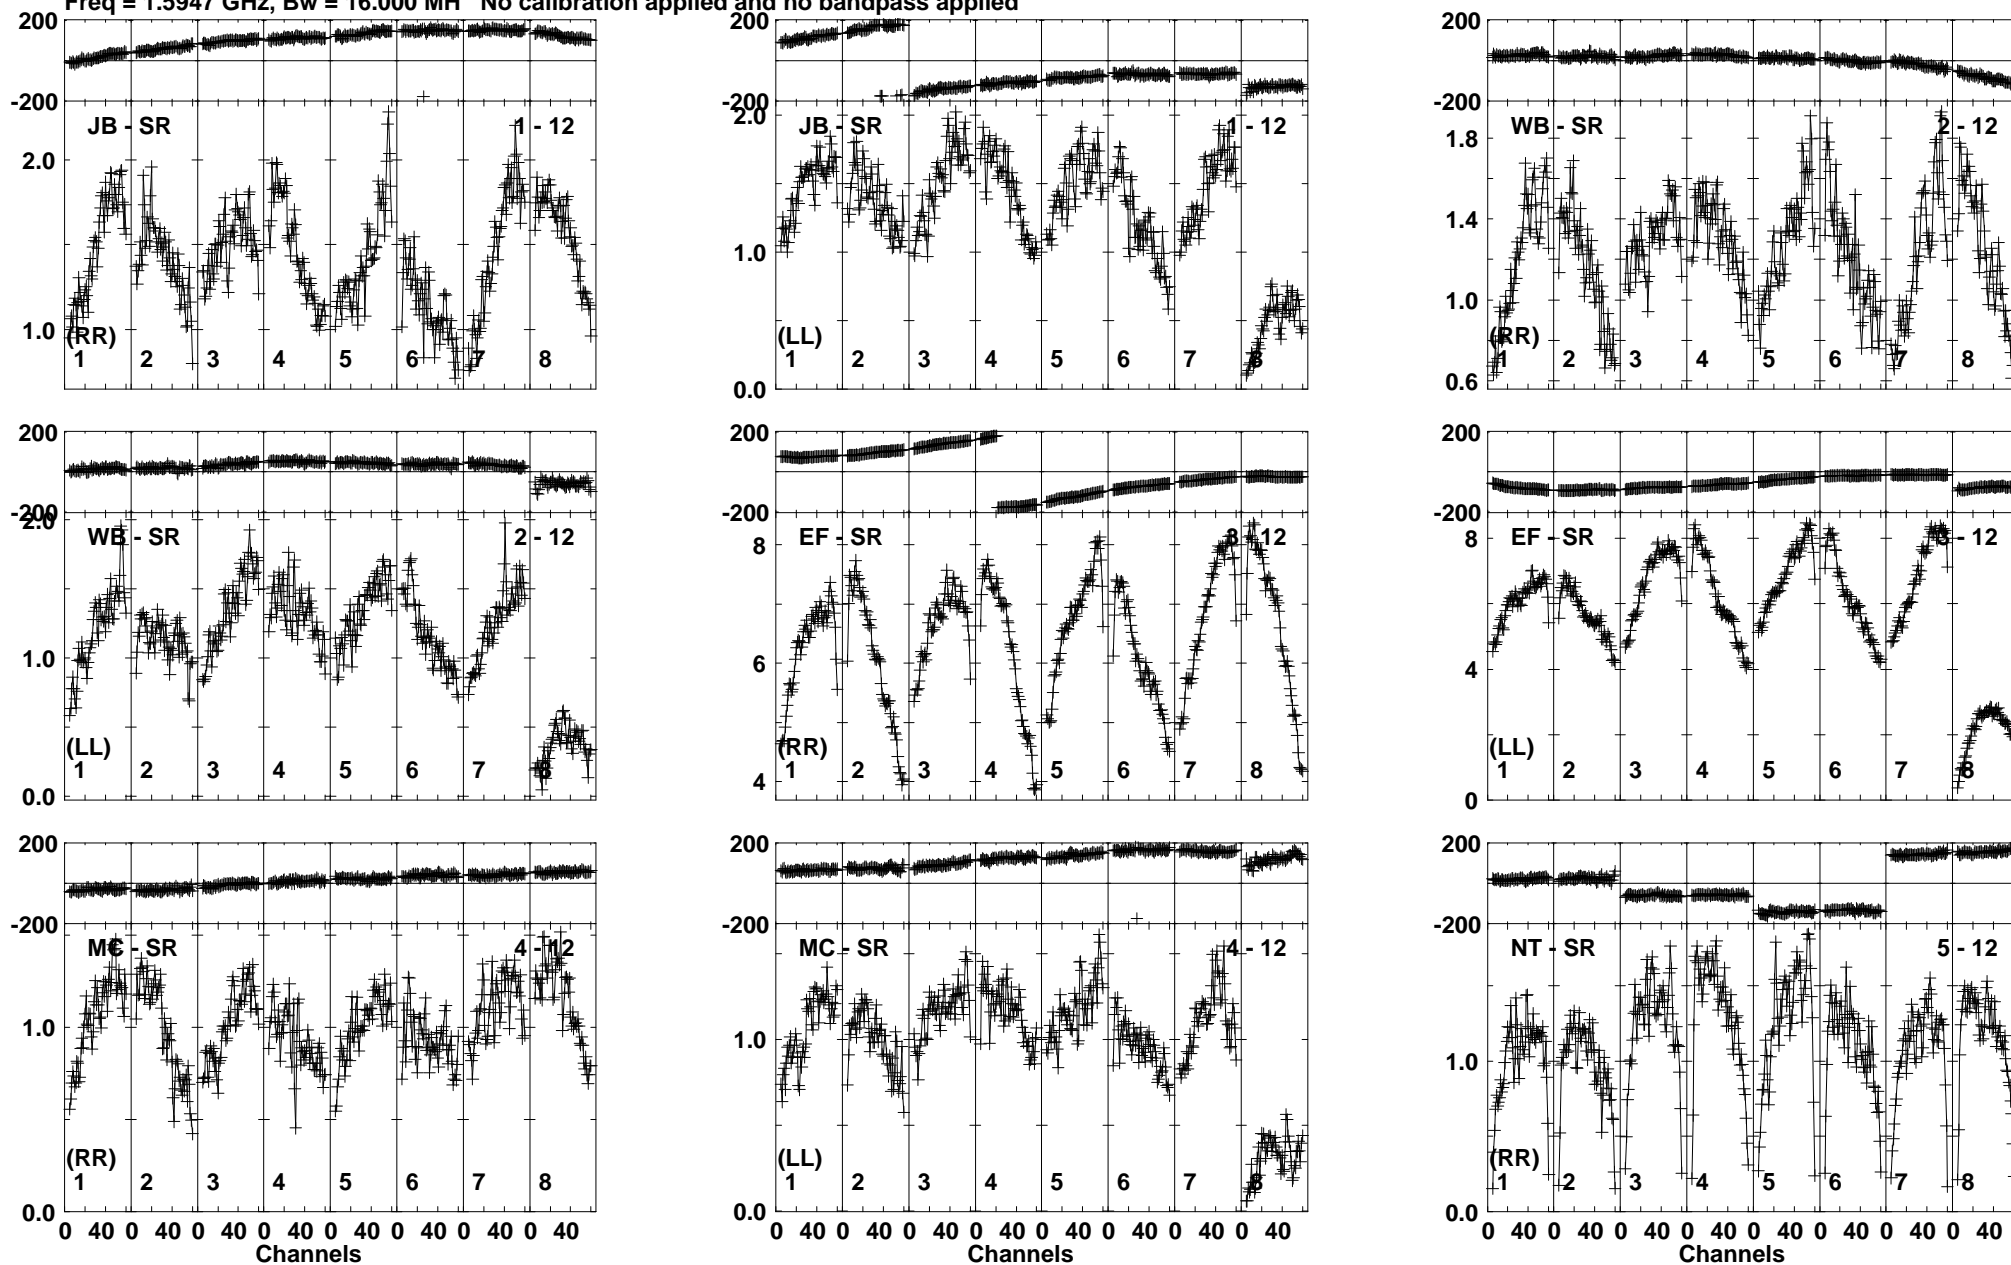 Freq = 1.5947 GHz, Bw = 16.000 MH No calibration applied and no bandpass applied
200 200 200
-200 -200 -200
JB - SR 1 - 12 JB - SR 1 - 12 WB - SR 2 - 12
2.0 2.0 1.8
1.4
1.0 1.0 1.0
(RR) (LL) (RR)
1 2 3 4 5 6 7 8 1 2 3 4 5 6 7 8 1 2 3 4 5 6 7 8
0.0 0.6
200 200 200
-200 -200 -200
2.0
WB - SR 2 - 12 EF - SR 3 - 12 EF - SR 3 - 12
8 8
1.0 6 4
(LL) (RR) (LL)
1 2 3 4 5 6 7 8 1 2 3 4 5 6 7 8 1 2 3 4 5 6 7 8
0.0 4 0
200 200 200
-200 -200 -200
MC - SR 4 - 12 MC - SR 4 - 12 NT - SR 5 - 12
1.0 1.0 1.0
(RR) (LL) (RR)
1 2 3 4 5 6 7 8 1 2 3 4 5 6 7 8 1 2 3 4 5 6 7 8
0.0 0.0 0.0
0 40 0 40 0 40 0 40 0 40 0 40 0 40 0 40 0 40 0 40 0 40 0 40 0 40 0 40 0 40 0 40 0 40 0 40 0 40 0 40 0 40 0 40 0 40 0 40
Channels Channels Channels